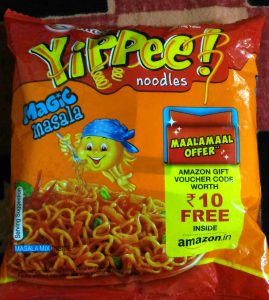 YiPPee!
noodles
Magic
masala
MAALAMAAL
OFFER
AMAZON GIFT
VOUCHER CODE
WORTH
₹10
FREE
INSIDE
amazon.in
Serving Suggestion
MASALA MIX